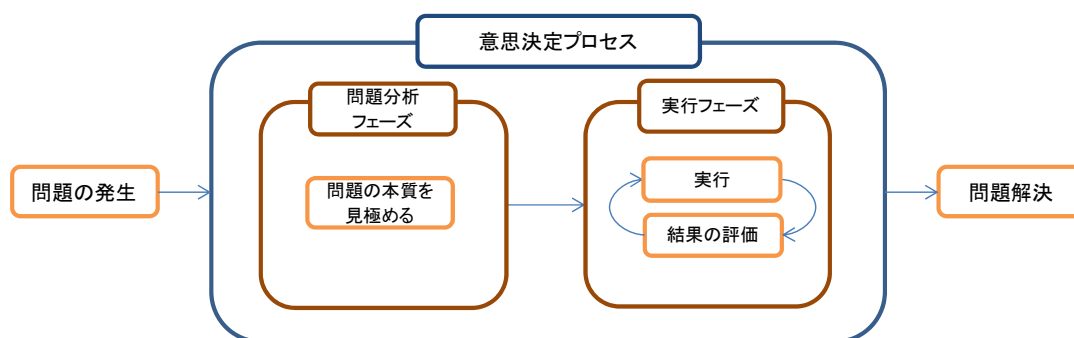 意思決定プロセス
問題分析
フェーズ
実行フェーズ
問題の発生
問題の本質を
見極める
実行
結果の評価
問題解決